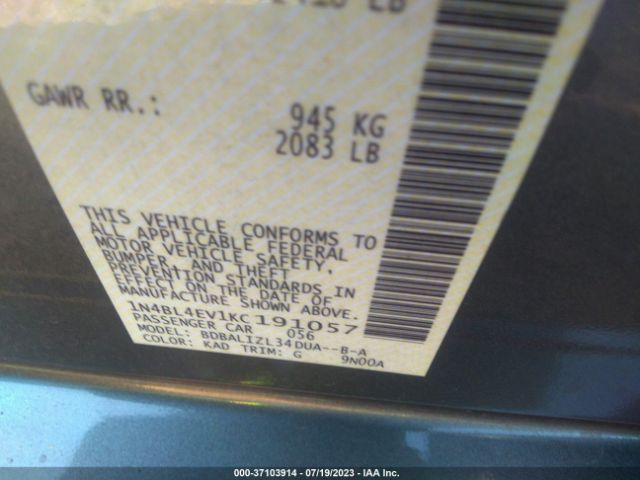 LB
GAWR RR.:
945 KG
2083 LB
THIS VEHICLE CONFORMS TO
ALL APPLICABLE FEDERAL
MOTOR VEHICLE SAFETY,
BUMPER, AND THEFT
PREVENTION STANDARDS IN
EFFECT ON THE DATE OF
MANUFACTURE SHOWN ABOVE.
1N4BL4EV1KC191057
PASSENGER CAR 056
MODEL: BDBALIZL34DUA--B-A
COLOR: KAD TRIM: G 9N00A
000-37103914 - 07/19/2023 - IAA Inc.